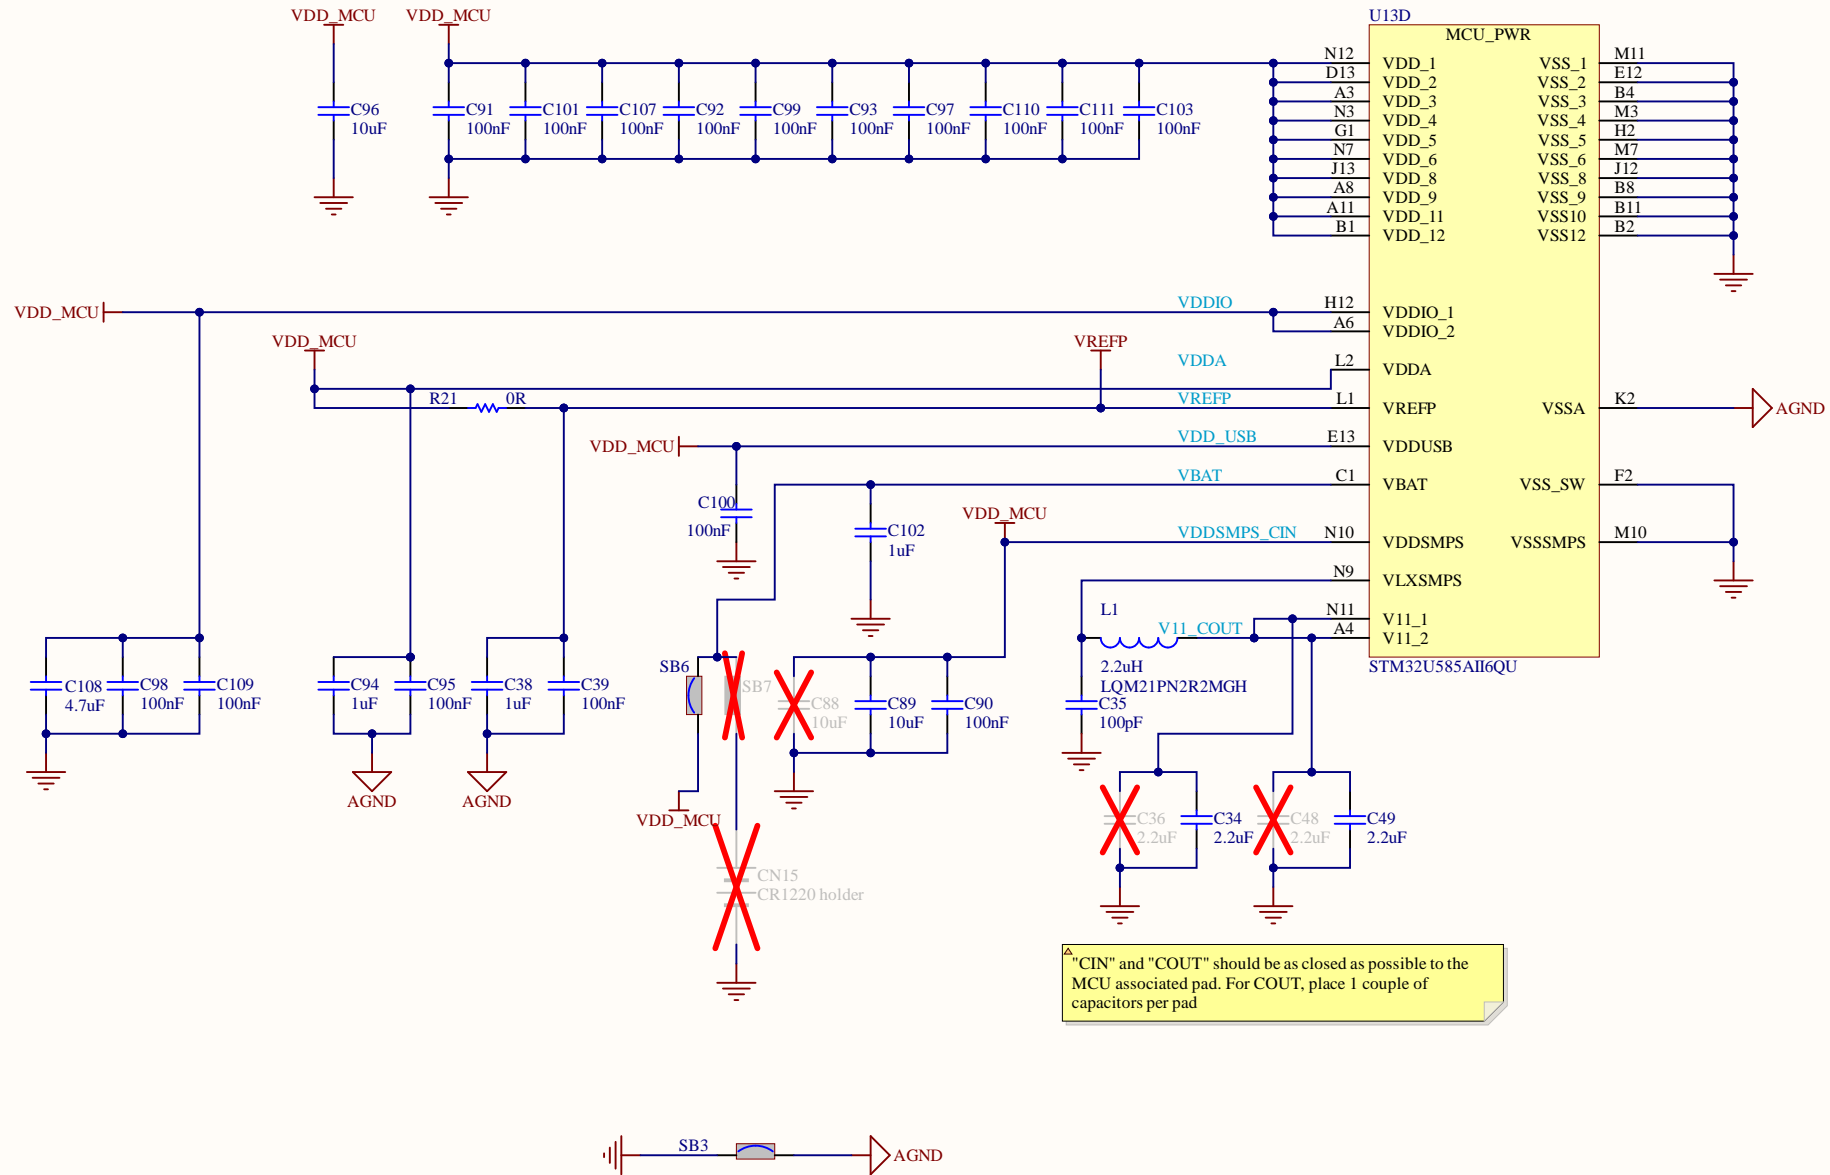 VDD_MCU
VDD_MCU
C96
10uF
C91
100nF
C101
100nF
C107
100nF
C92
100nF
C99
100nF
C93
100nF
C97
100nF
C110
100nF
C111
100nF
C103
100nF
U13D
MCU_PWR
N12 VDD_1 VSS_1 M11
D13 VDD_2 VSS_2 E12
A3 VDD_3 VSS_3 B4
N3 VDD_4 VSS_4 M3
G1 VDD_5 VSS_5 H2
N7 VDD_6 VSS_6 M7
J13 VDD_8 VSS_8 J12
A8 VDD_9 VSS_9 B8
A11 VDD_11 VSS10 B11
B1 VDD_12 VSS12 B2
VDD_MCU
VDDIO
H12 VDDIO_1
A6 VDDIO_2
VDD_MCU
VREFP
VDDA
L2 VDDA
R21 0R
VREFP
L1 VREFP VSSA K2
AGND
VDD_MCU
VDD_USB
E13 VDDUSB
VBAT
C1 VBAT VSS_SW F2
C100
100nF
C102
1uF
VDD_MCU
VDDSMPS_CIN
N10 VDDSMPS VSSSMPS M10
N9 VLXSMPS
L1
V11_COUT
N11 V11_1
A4 V11_2
2.2uH
LQM21PN2R2MGH
STM32U585AII6QU
C35
100pF
C108
4.7uF
C98
100nF
C109
100nF
C94
1uF
C95
100nF
C38
1uF
C39
100nF
SB6
SB7
C88
10uF
C89
10uF
C90
100nF
AGND
AGND
VDD_MCU
C36
2.2uF
C34
2.2uF
C48
2.2uF
C49
2.2uF
CN15
CR1220 holder
"CIN" and "COUT" should be as closed as possible to the
MCU associated pad. For COUT, place 1 couple of
capacitors per pad
SB3
AGND